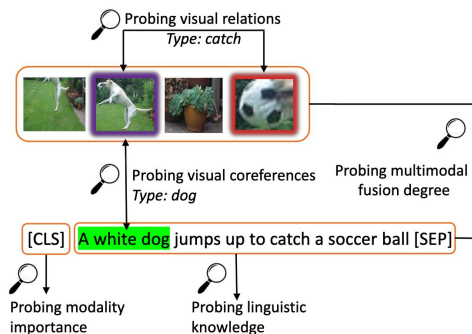 Probing visual relations
Type: catch
Probing visual coreferences
Type: dog
Probing multimodal
fusion degree
[CLS] A white dog jumps up to catch a soccer ball [SEP]
Probing modality
importance
Probing linguistic
knowledge